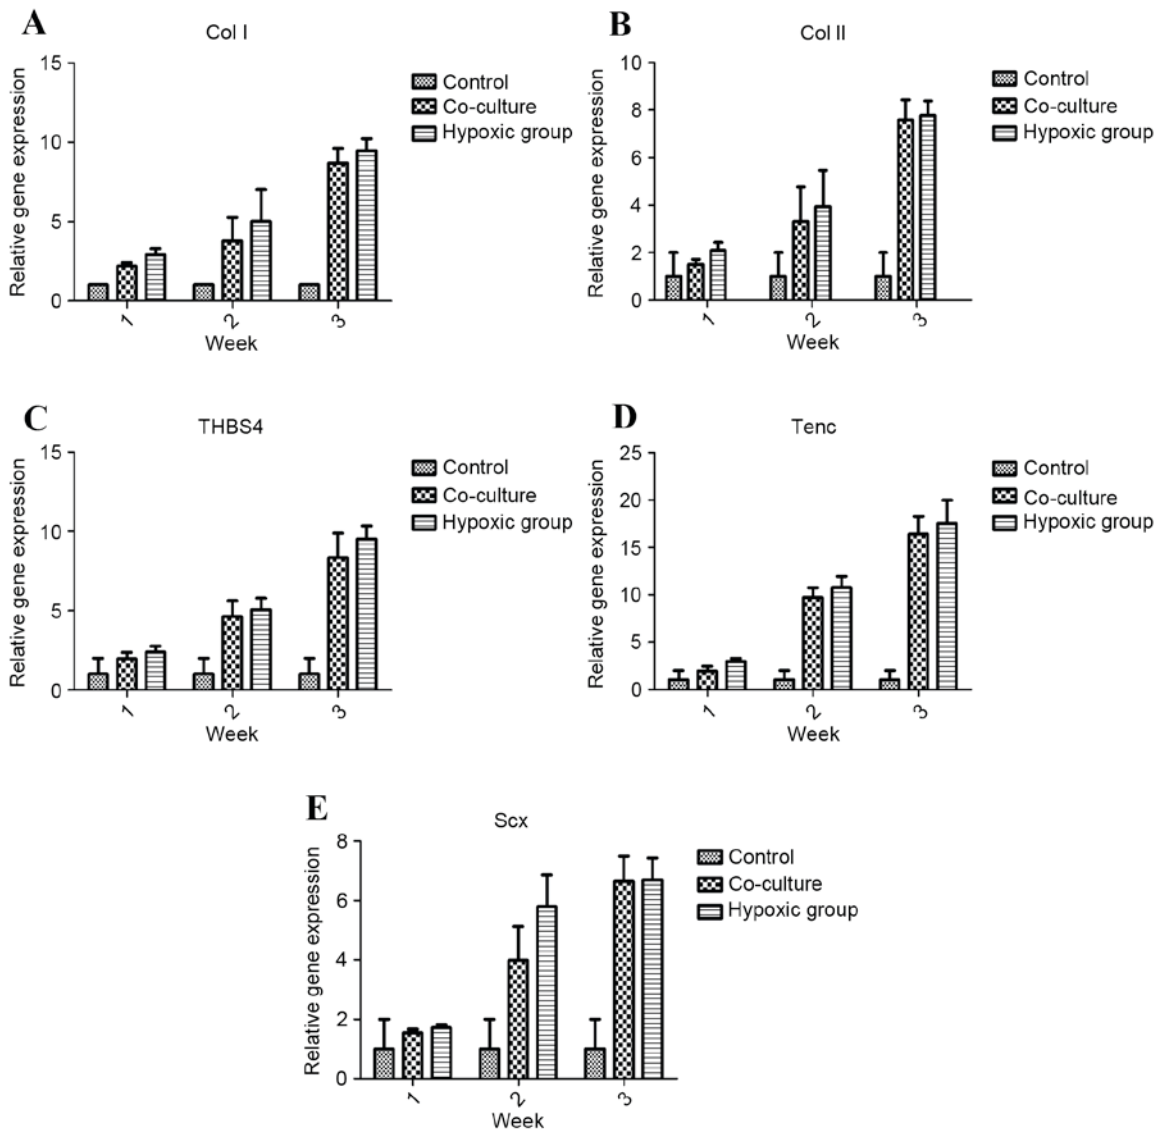 A
Col I
Relative gene expression
15
10
5
0
1
2
3
Week
Control
Co-culture
Hypoxic group
B
Col II
Relative gene expression
10
8
6
4
2
0
1
2
3
Week
Control
Co-culture
Hypoxic group
C
THBS4
Relative gene expression
15
10
5
0
1
2
3
Week
Control
Co-culture
Hypoxic group
D
Tenc
Relative gene expression
25
20
15
10
5
0
1
2
3
Week
Control
Co-culture
Hypoxic group
E
Scx
Relative gene expression
8
6
4
2
0
1
2
3
Week
Control
Co-culture
Hypoxic group